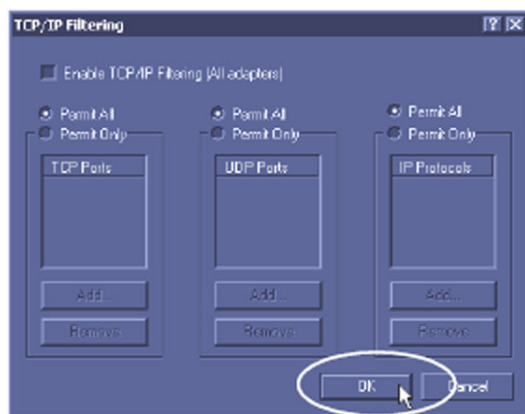 TCP/IP Filtering
Enable TCP/IP Filtering (All adapters)
Permit All
Permit Only
TCP Ports
Add...
Remove
Permit All
Permit Only
UDP Ports
Add...
Remove
Permit All
Permit Only
IP Protocols
Add...
Remove
OK
Cancel